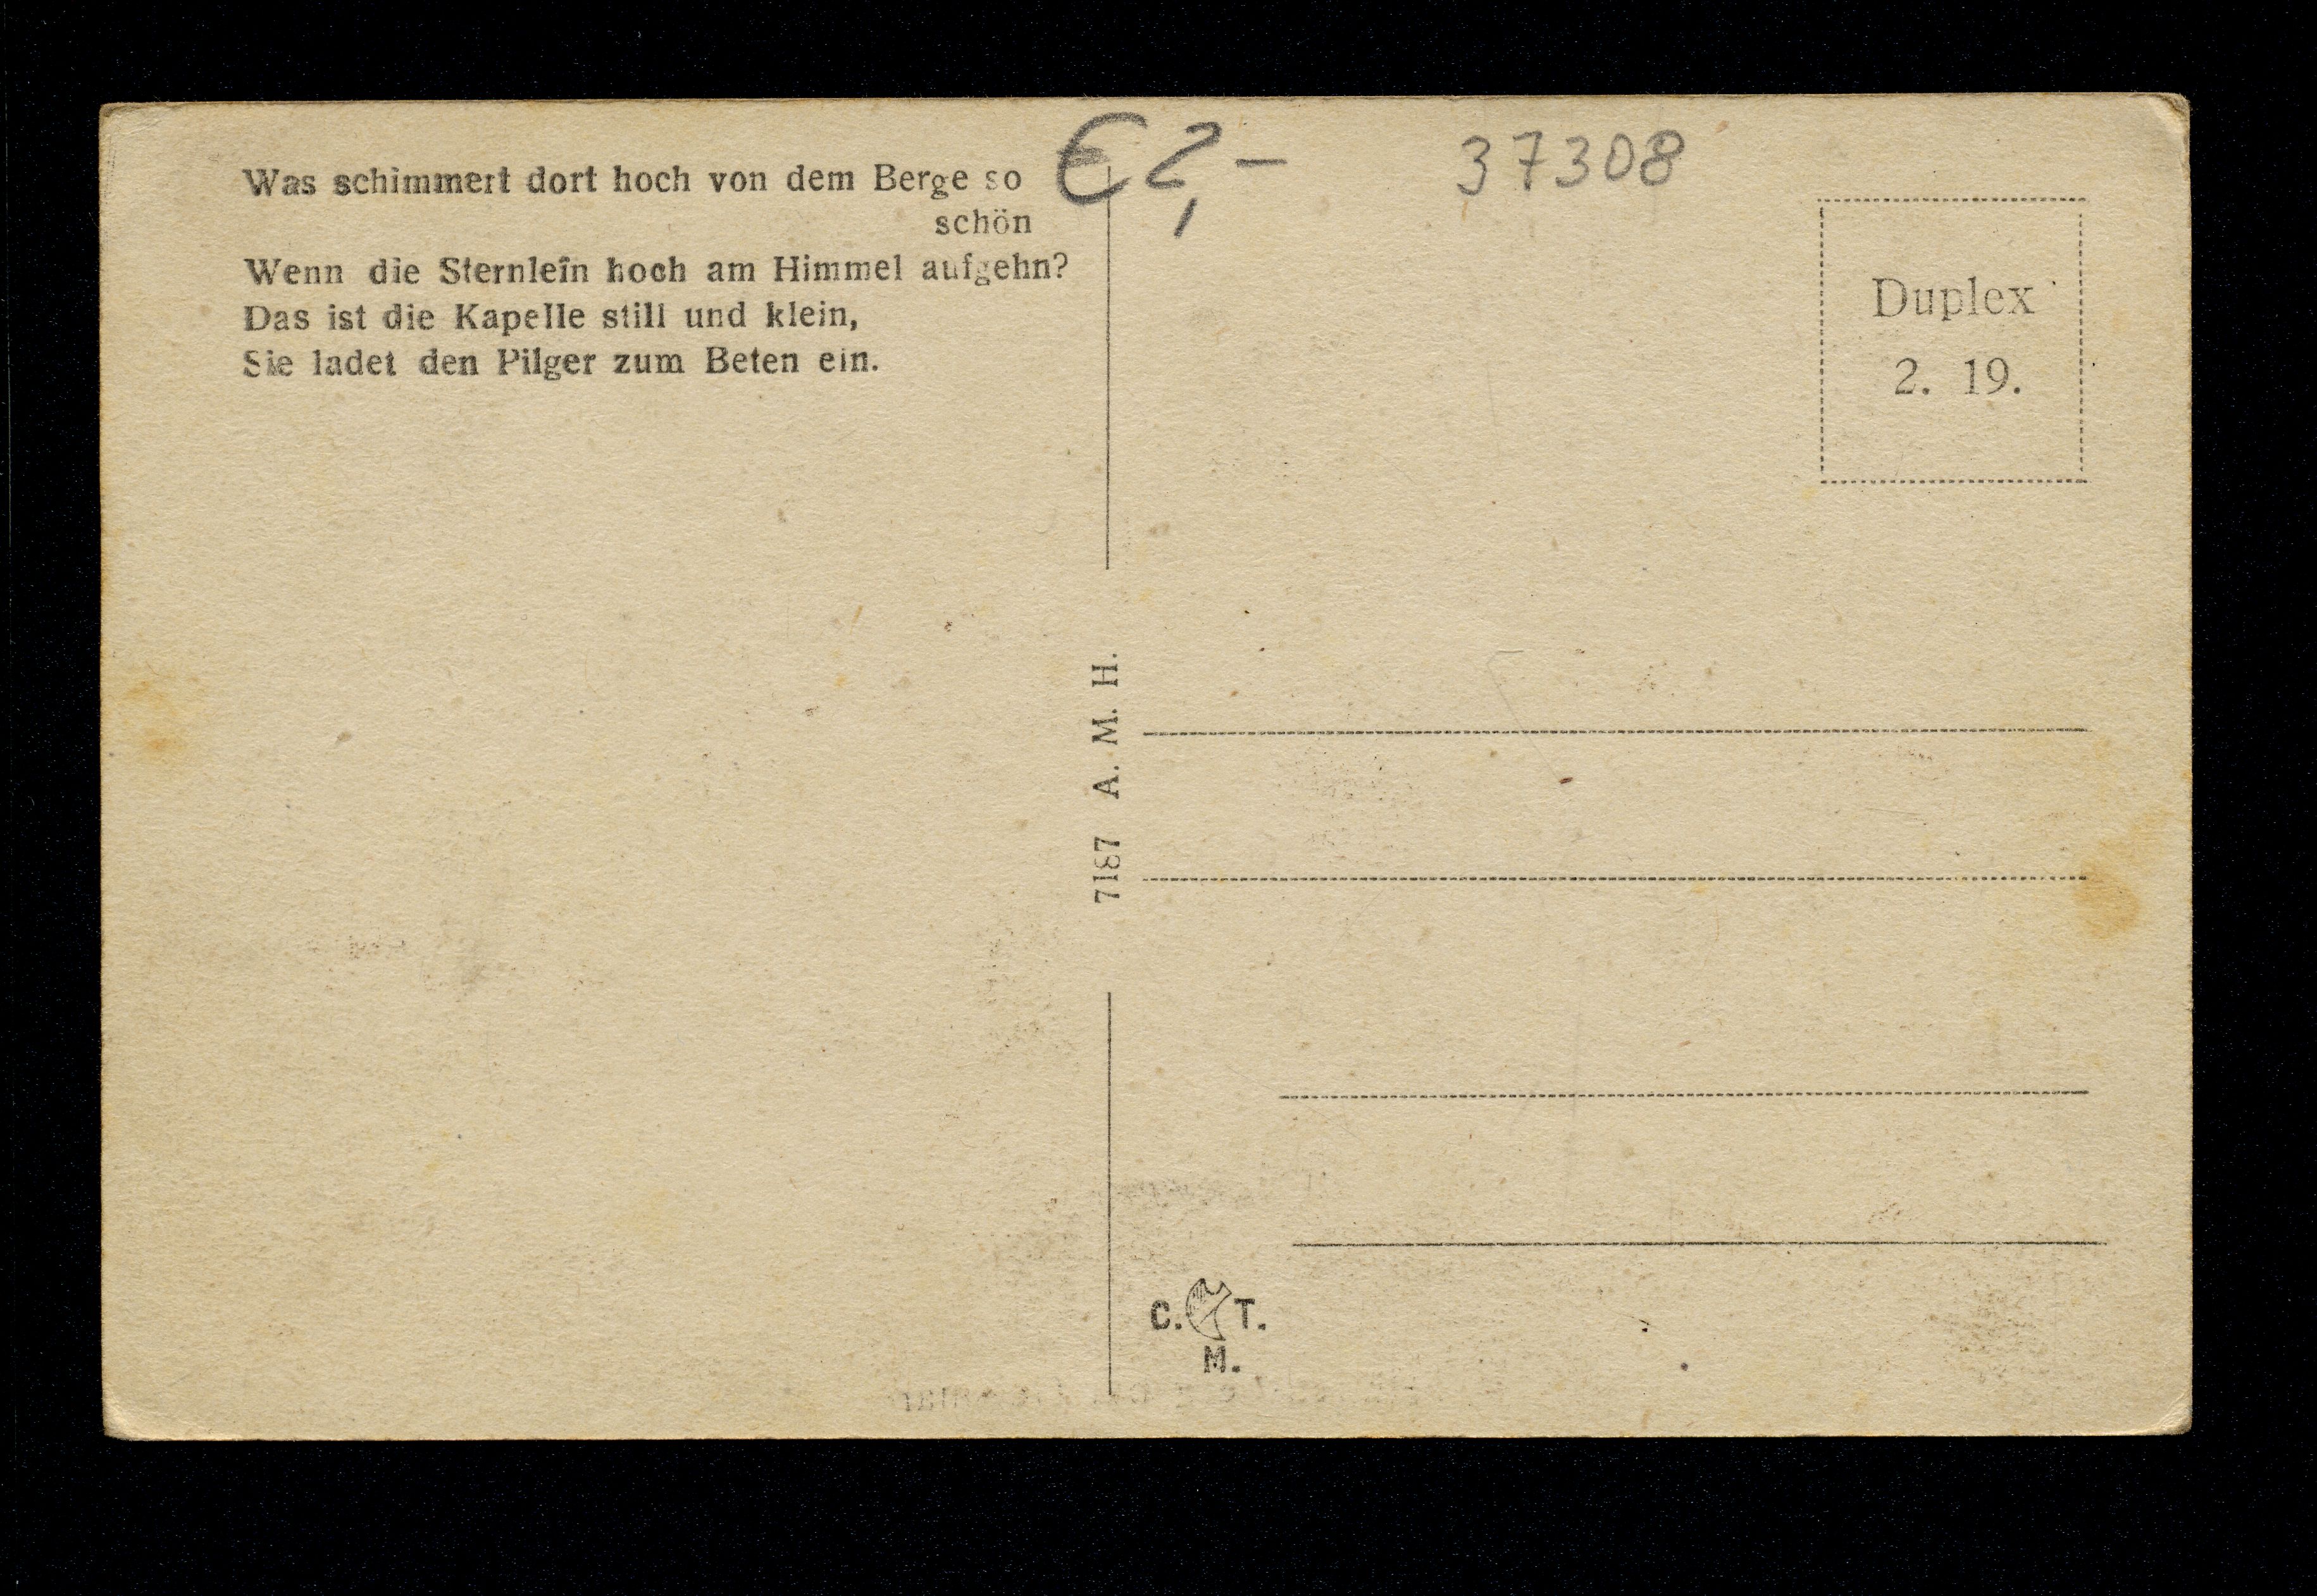 Was schimmert dort hoch von dem Berge so
schön
Wenn die Sternlein hoch am Himmel aufgehn?
Das ist die Kapelle still und klein,
Sie ladet den Pilger zum Beten ein.
€ 2,-
37308
Duplex
2. 19.
7187 A. M. H.
C. T.
M.